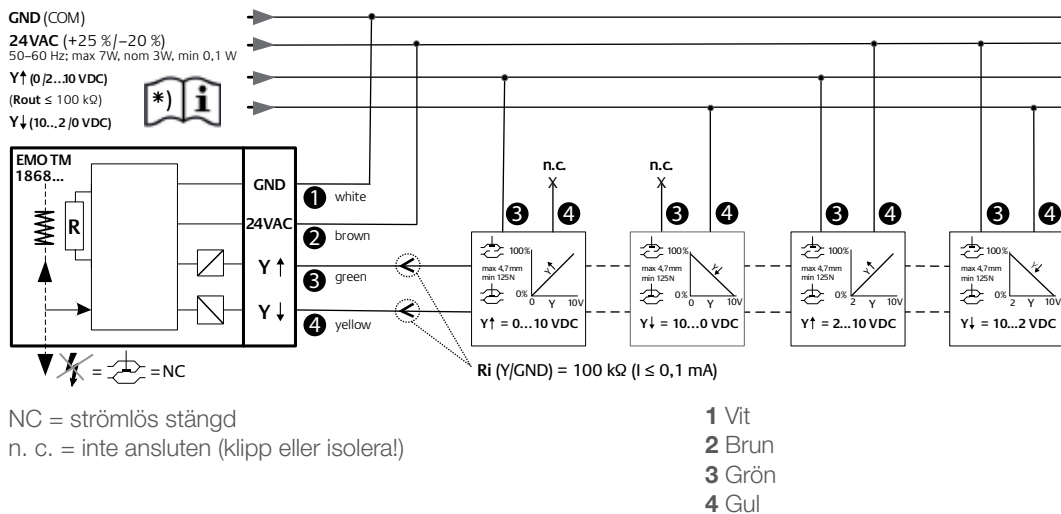 GND (COM)
24VAC (+25 %/−20 %)
50–60 Hz; max 7W, nom 3W, min 0,1 W
Y↑ (0/2...10 VDC)
(Rout ≤ 100 kΩ)
Y↓ (10...2/0 VDC)
*) i
EMO TM
1868...
R
GND
24VAC
Y ↑
Y ↓
1 white
2 brown
3 green
4 yellow
= = NC
n.c.
X
n.c.
X
3 4
3 4
3 4
3 4
100%
max 4,7mm
min 125N
0%
Y↑
0 Y 10V
Y↑ = 0...10 VDC
100%
max 4,7mm
min 125N
0%
Y↓
0 Y 10V
Y↓ = 10...0 VDC
100%
max 4,7mm
min 125N
0%
Y↑
2 Y 10V
Y↑ = 2...10 VDC
100%
max 4,7mm
min 125N
0%
Y↓
2 Y 10V
Y↓ = 10...2 VDC
Ri (Y/GND) = 100 kΩ (I ≤ 0,1 mA)
NC = strömlös stängd
n. c. = inte ansluten (klipp eller isolera!)
1 Vit
2 Brun
3 Grön
4 Gul